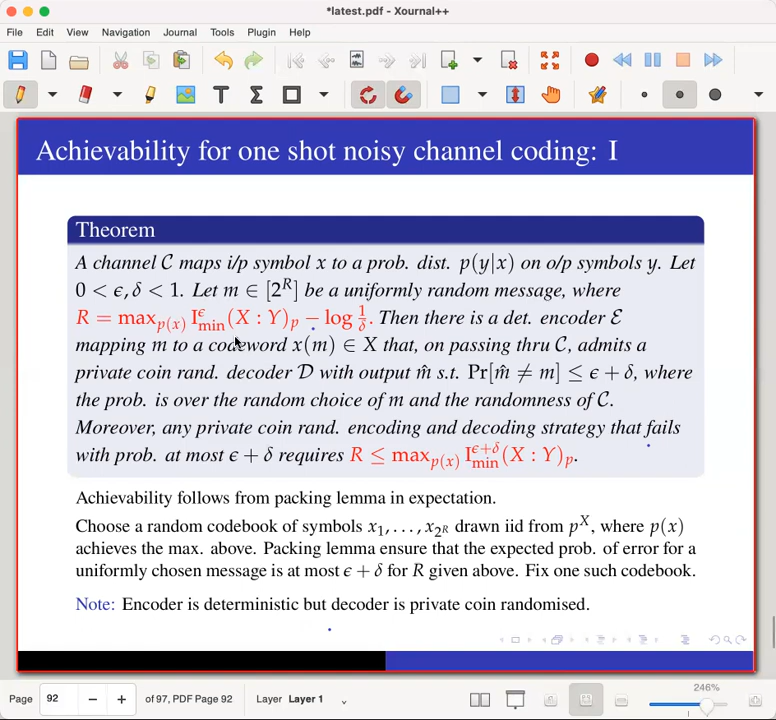 *latest.pdf - Xournal++
File Edit View Navigation Journal Tools Plugin Help
Achievability for one shot noisy channel coding: I
Theorem
A channel 𝒞 maps i/p symbol x to a prob. dist. p(y|x) on o/p symbols y. Let
0 < ϵ, δ < 1. Let m ∈ [2^R] be a uniformly random message, where
R = max_{p(x)} I^ϵ_min(X : Y)_p − log 1/δ. Then there is a det. encoder ℰ
mapping m to a codeword x(m) ∈ X that, on passing thru 𝒞, admits a
private coin rand. decoder 𝒟 with output m̂ s.t. Pr[m̂ ≠ m] ≤ ϵ + δ, where
the prob. is over the random choice of m and the randomness of 𝒞.
Moreover, any private coin rand. encoding and decoding strategy that fails
with prob. at most ϵ + δ requires R ≤ max_{p(x)} I^{ϵ+δ}_min(X : Y)_p.
Achievability follows from packing lemma in expectation.
Choose a random codebook of symbols x_1, . . . , x_{2^R} drawn iid from p^X, where p(x)
achieves the max. above. Packing lemma ensure that the expected prob. of error for a
uniformly chosen message is at most ϵ + δ for R given above. Fix one such codebook.
Note: Encoder is deterministic but decoder is private coin randomised.
Page 92 of 97, PDF Page 92 Layer Layer 1 246%